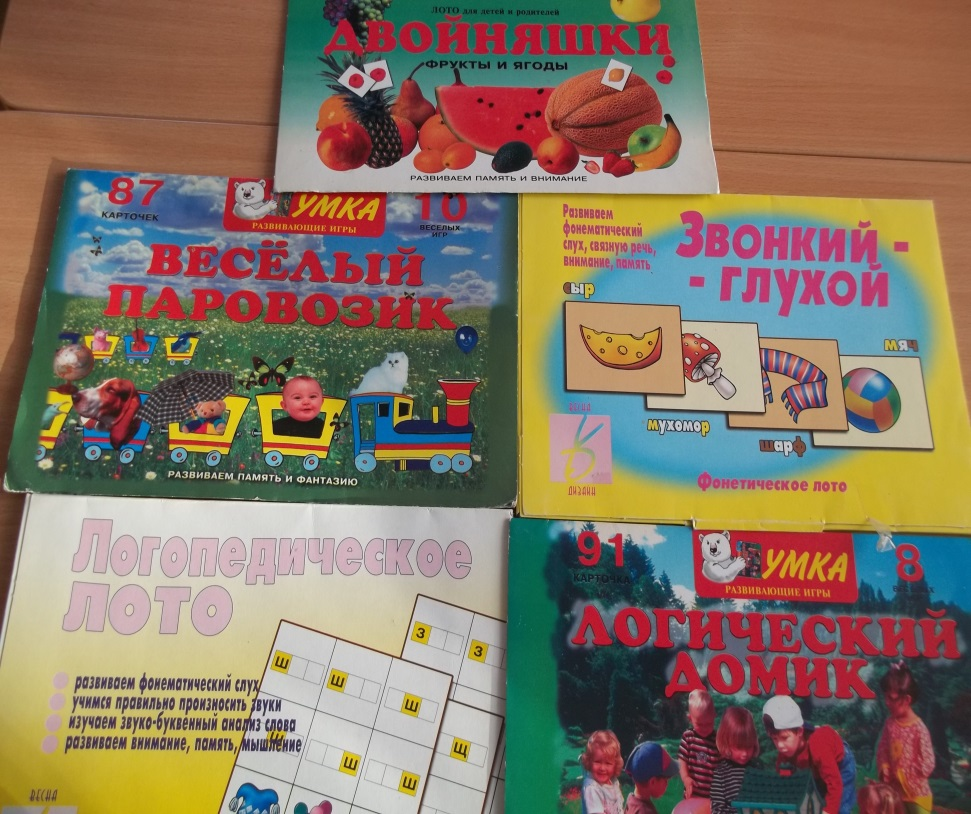 ЛОТО для детей и родителей
ДВОЙНЯШКИ
ФРУКТЫ И ЯГОДЫ
РАЗВИВАЕМ ПАМЯТЬ И ВНИМАНИЕ
87
КАРТОЧЕК
УМКА
РАЗВИВАЮЩИЕ ИГРЫ
10
ВЕСЕЛЫХ
ИГР
ВЕСЁЛЫЙ
ПАРОВОЗИК
РАЗВИВАЕМ ПАМЯТЬ И ФАНТАЗИЮ
Развиваем
фонематический
слух, связную речь,
внимание, память
Звонкий -
- глухой
сыр
мяч
мухомор
шарф
ВЕСНА
ДИЗАЙН
Фонетическое лото
Логопедическое
лото
развиваем фонематический слух
учимся правильно произносить звуки
изучаем звуко-буквенный анализ слова
развиваем внимание, память, мышление
З
З
Ш
Ш
Ш
Ш
Ш
Щ
Ш
ВЕСНА
91
КАРТОЧКА
УМКА
РАЗВИВАЮЩИЕ ИГРЫ
8
ЛОГИЧЕСКИЙ
ДОМИК